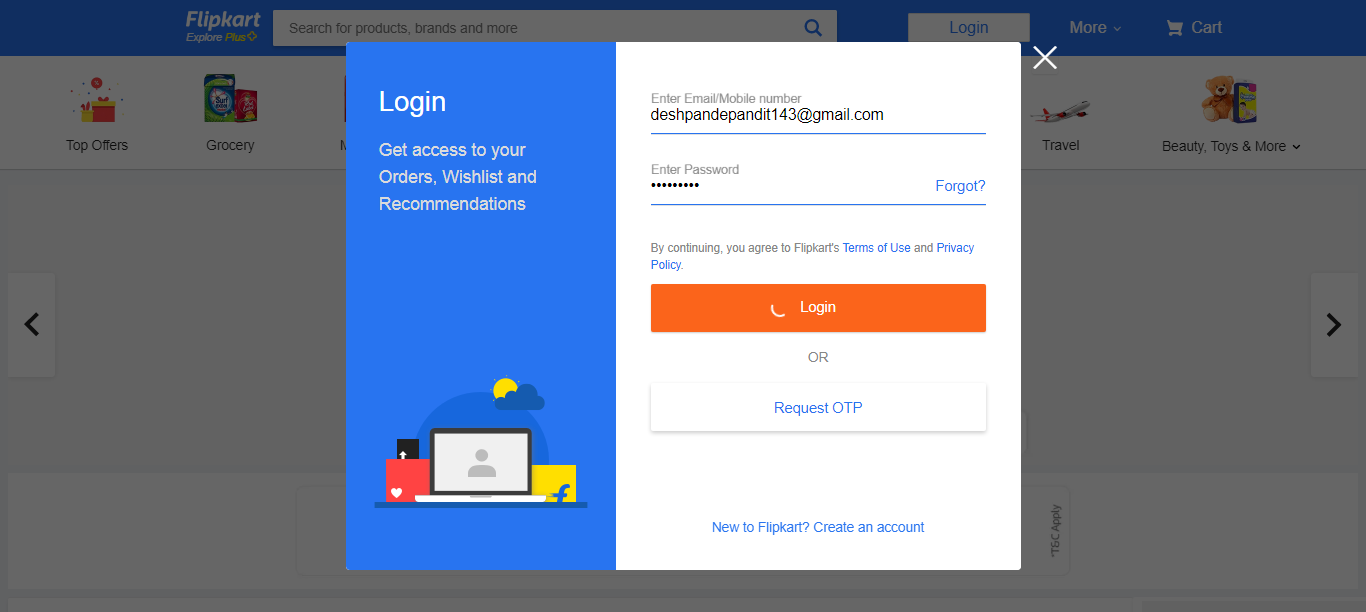 Flipkart
Explore Plus
Search for products, brands and more
Login
More
Cart
Top Offers
Grocery
M
Travel
Beauty, Toys & More
Login
Get access to your
Orders, Wishlist and
Recommendations
Enter Email/Mobile number
deshpandepandit143@gmail.com
Enter Password
•••••••••
Forgot?
By continuing, you agree to Flipkart's Terms of Use and Privacy
Policy.
Login
OR
Request OTP
New to Flipkart? Create an account
*T&C Apply